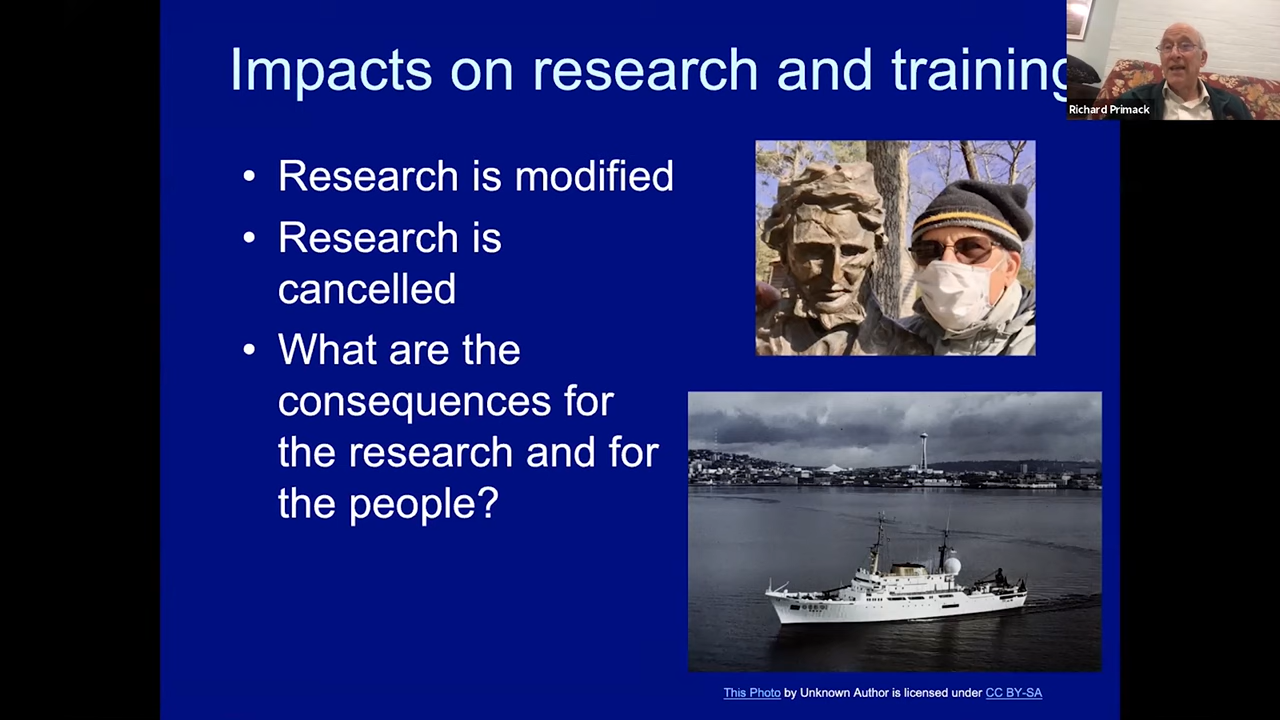 Impacts on research and training
Richard Primack
• Research is modified
• Research is
cancelled
• What are the
consequences for
the research and for
the people?
This Photo by Unknown Author is licensed under CC BY-SA